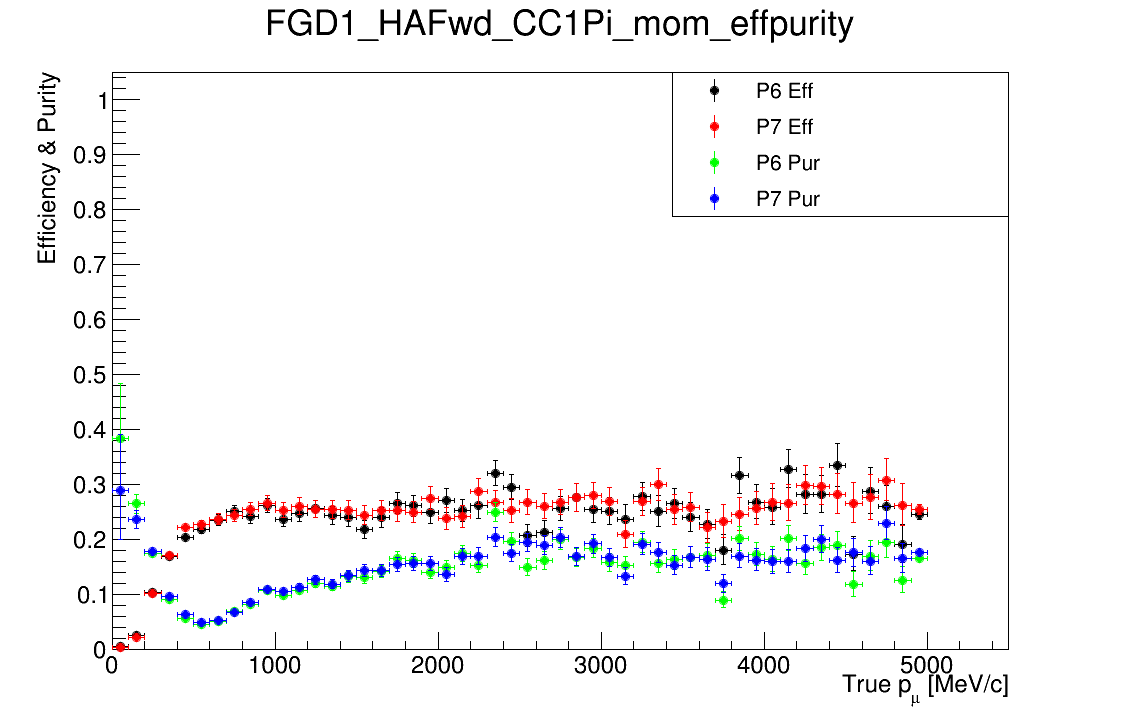 FGD1_HAFwd_CC1Pi_mom_effpurity
Efficiency & Purity
P6 Eff
P7 Eff
P6 Pur
P7 Pur
1
0.9
0.8
0.7
0.6
0.5
0.4
0.3
0.2
0.1
0
0 1000 2000 3000 4000 5000
True pμ [MeV/c]